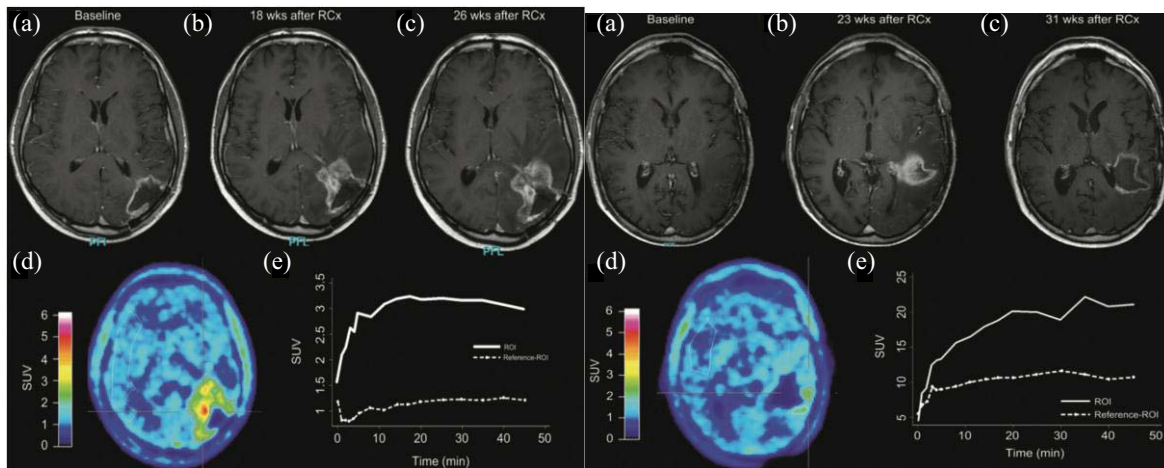 (a) Baseline (b) 18 wks after RCx (c) 26 wks after RCx
PFL PFL
(d) (e)
6
5
4
3
2
1
0
SUV
3.5
3
2.5
2
1.5
1
SUV
ROI
Reference-ROI
0 10 20 30 40 50
Time (min)
(a) Baseline (b) 23 wks after RCx (c) 31 wks after RCx
(d) (e)
6
5
4
3
2
1
0
SUV
25
20
15
10
5
SUV
ROI
Reference-ROI
0 10 20 30 40 50
Time (min)